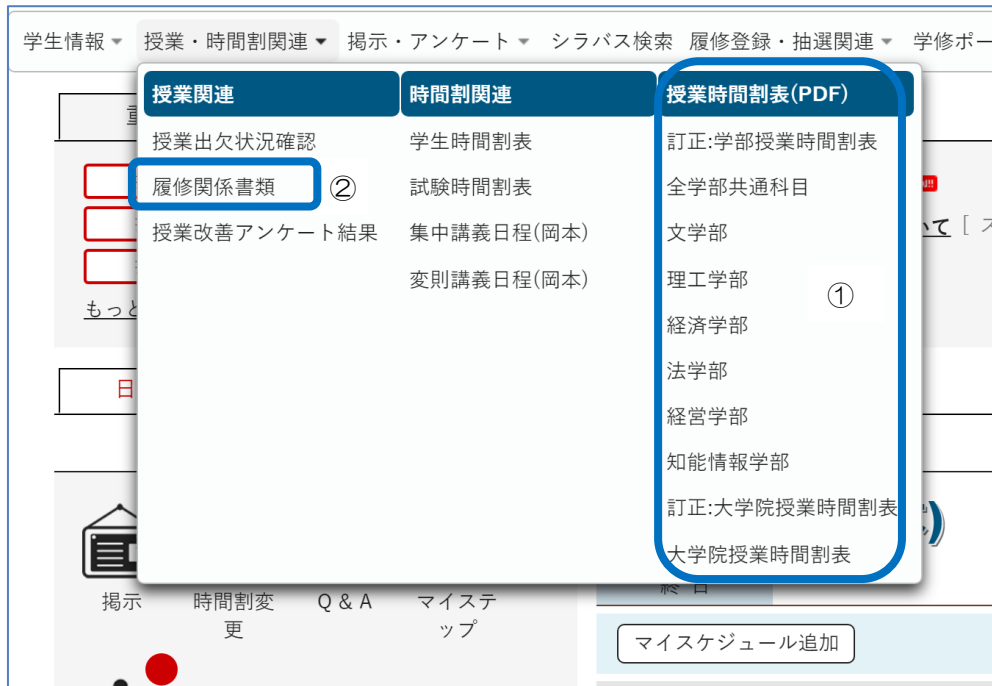 学生情報 授業・時間割関連 掲示・アンケート シラバス検索 履修登録・抽選関連 学修ポー
授業関連
授業出欠状況確認
履修関係書類 ②
授業改善アンケート結果
時間割関連
学生時間割表
試験時間割表
集中講義日程(岡本)
変則講義日程(岡本)
授業時間割表(PDF)
訂正:学部授業時間割表
全学部共通科目
文学部
理工学部 ①
経済学部
法学部
経営学部
知能情報学部
訂正:大学院授業時間割表
大学院授業時間割表
いて [ ス
もっと
日
掲示
時間割変
更
Q & A
マイステ
ップ
マイスケジュール追加